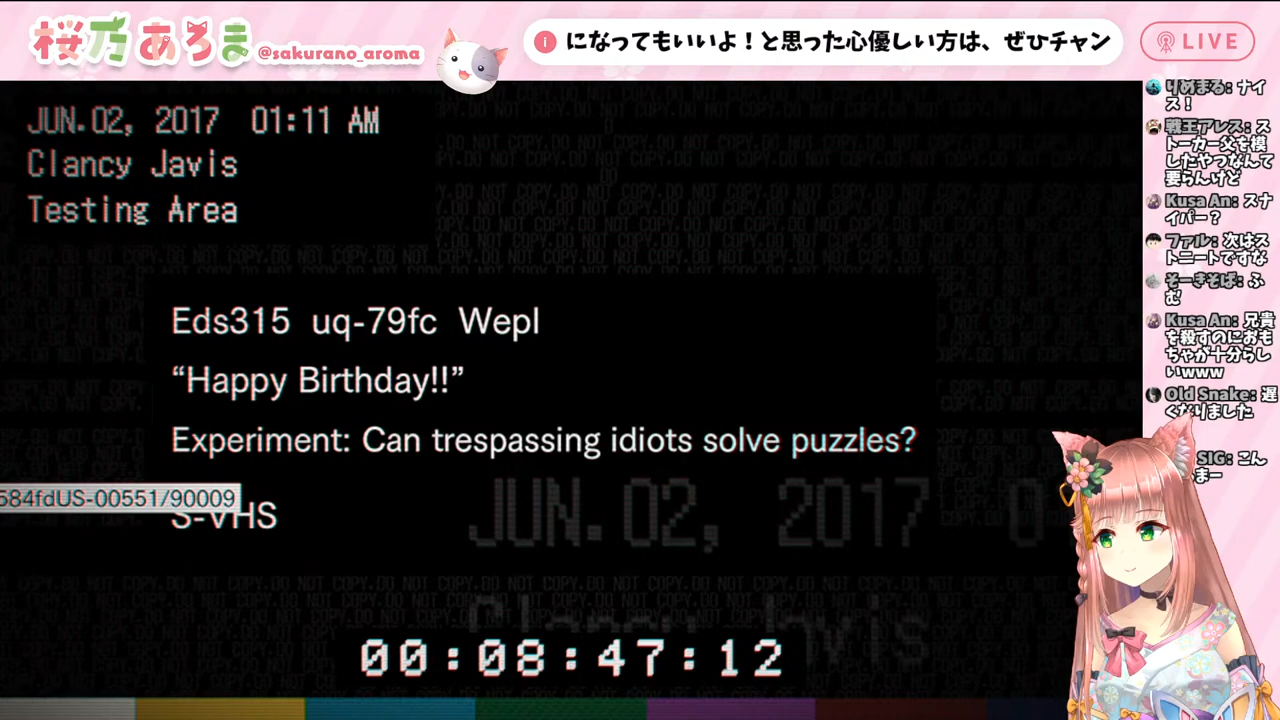 桜乃あろま
@sakurano_aroma
になってもいいよ！と思った心優しい方は、ぜひチャン
LIVE
JUN.02, 2017 01:11 AM
Clancy Javis
Testing Area
Eds315 uq-79fc Wepl
“Happy Birthday!!”
Experiment: Can trespassing idiots solve puzzles?
584fdUS-00551/90009
S-VHS
JUN.02, 2017 0
Clancy Javis
00:08:47:12
りめまる: ナイ
ス！
戦王アレス: ス
トーカー父を模
したやつなんて
要らんけど
Kusa An: スナ
イパー？
ファル: 次はス
トニートですな
そーきそば: ふ
む
Kusa An: 兄貴
を殺すのにおも
ちゃが十分らし
いwww
Old Snake: 遅
くなりました
SIG: こん
まー